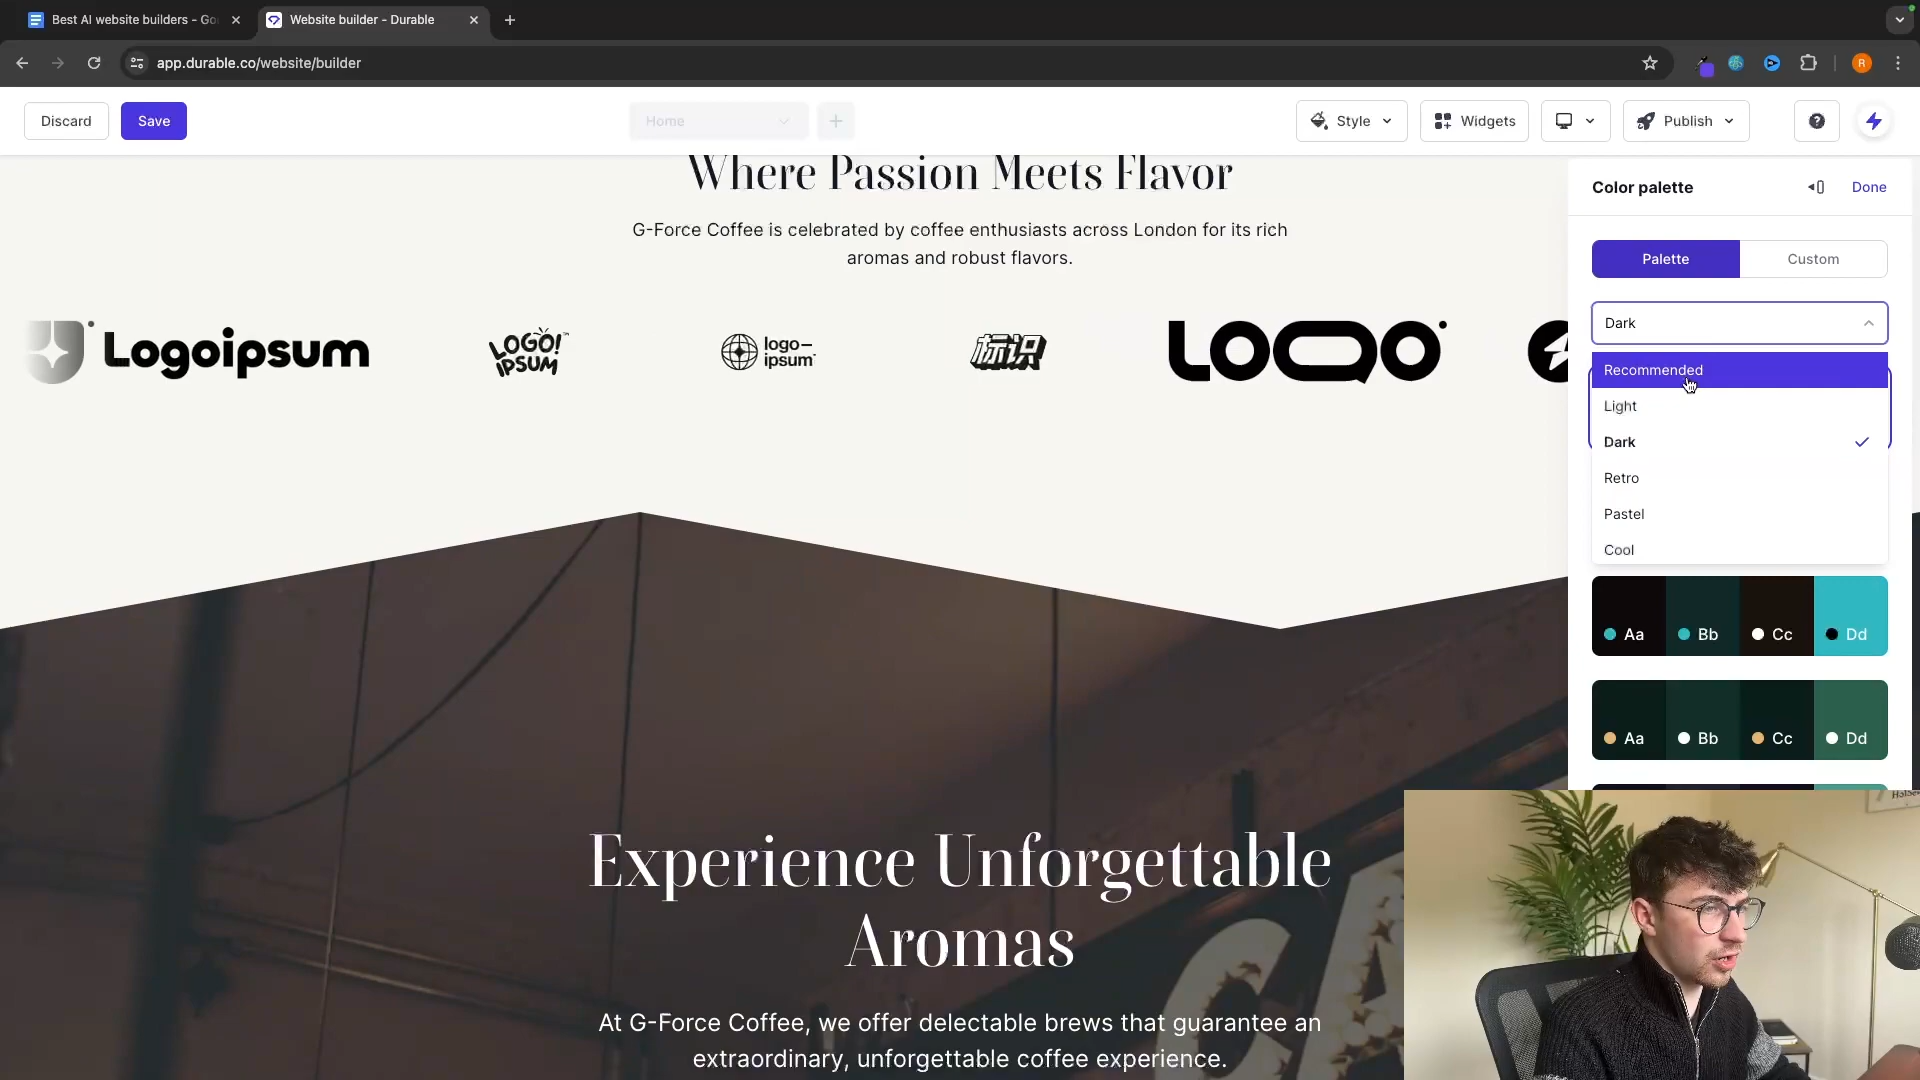 Best AI website builders - Go
Website builder - Durable
app.durable.co/website/builder
R
Discard
Save
Home
Style
Widgets
Publish
Where Passion Meets Flavor
G-Force Coffee is celebrated by coffee enthusiasts across London for its rich
aromas and robust flavors.
Logoipsum
LOGO!
IPSUM
logo–
ipsum
标识
LOQO
Color palette
Done
Palette
Custom
Dark
Recommended
Light
Dark
Retro
Pastel
Cool
Aa Bb Cc Dd
Aa Bb Cc Dd
Experience Unforgettable
Aromas
At G-Force Coffee, we offer delectable brews that guarantee an
extraordinary, unforgettable coffee experience.